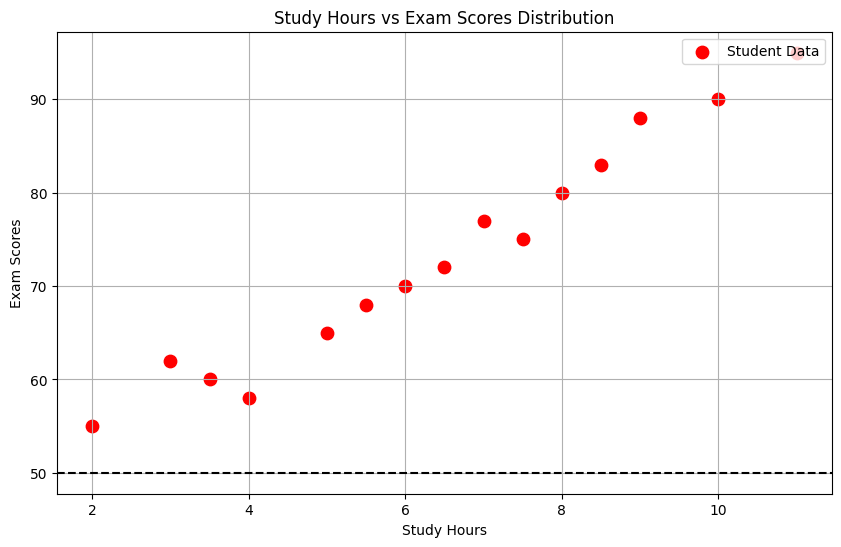 Study Hours vs Exam Scores Distribution
Student Data
90
80
70
60
50
Exam Scores
2 4 6 8 10
Study Hours